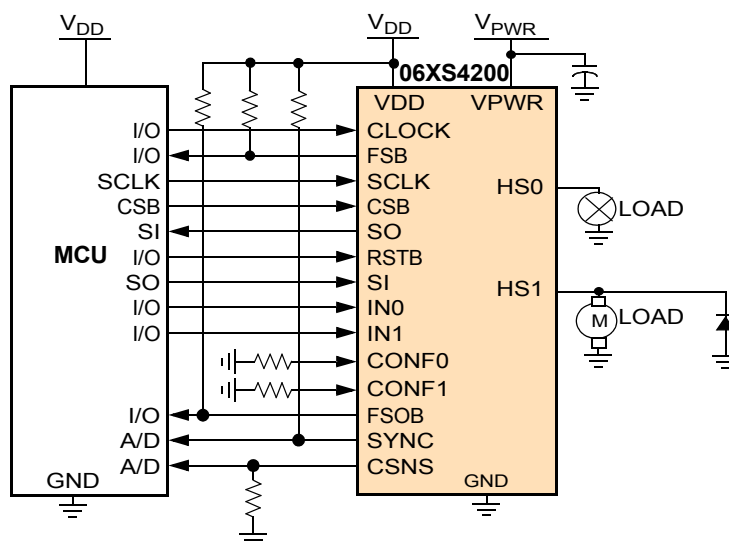 VDD
VDD
VPWR
06XS4200
VDD
VPWR
I/O
CLOCK
I/O
FSB
SCLK
SCLK
HS0
CSB
CSB
LOAD
SI
SO
MCU
I/O
RSTB
SO
SI
HS1
I/O
IN0
M
LOAD
I/O
IN1
CONF0
CONF1
I/O
FSOB
A/D
SYNC
A/D
CSNS
GND
GND